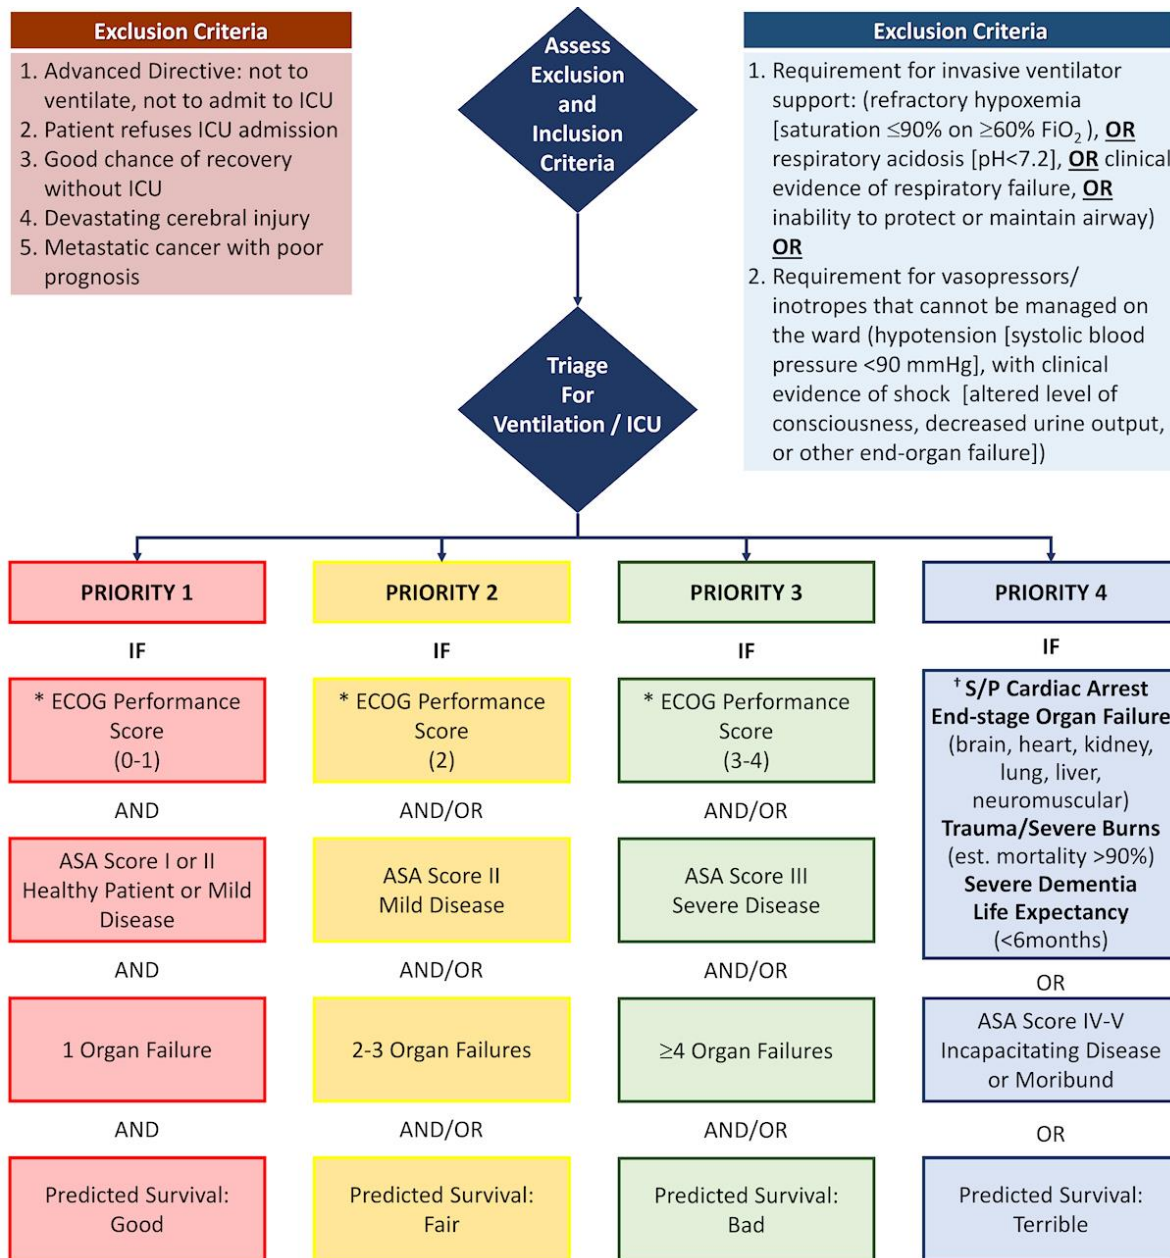 Exclusion Criteria
1. Advanced Directive: not to
ventilate, not to admit to ICU
2. Patient refuses ICU admission
3. Good chance of recovery
without ICU
4. Devastating cerebral injury
5. Metastatic cancer with poor
prognosis
Assess
Exclusion
and
Inclusion
Criteria
Exclusion Criteria
1. Requirement for invasive ventilator
support: (refractory hypoxemia
[saturation ≤90% on ≥60% FiO₂ ), OR
respiratory acidosis [pH<7.2], OR clinical
evidence of respiratory failure, OR
inability to protect or maintain airway)
OR
2. Requirement for vasopressors/
inotropes that cannot be managed on
the ward (hypotension [systolic blood
pressure <90 mmHg], with clinical
evidence of shock [altered level of
consciousness, decreased urine output,
or other end-organ failure])
Triage
For
Ventilation / ICU
PRIORITY 1
IF
* ECOG Performance
Score
(0-1)
AND
ASA Score I or II
Healthy Patient or Mild
Disease
AND
1 Organ Failure
AND
Predicted Survival:
Good
PRIORITY 2
IF
* ECOG Performance
Score
(2)
AND/OR
ASA Score II
Mild Disease
AND/OR
2-3 Organ Failures
AND/OR
Predicted Survival:
Fair
PRIORITY 3
IF
* ECOG Performance
Score
(3-4)
AND/OR
ASA Score III
Severe Disease
AND/OR
≥4 Organ Failures
AND/OR
Predicted Survival:
Bad
PRIORITY 4
IF
† S/P Cardiac Arrest
End-stage Organ Failure
(brain, heart, kidney,
lung, liver,
neuromuscular)
Trauma/Severe Burns
(est. mortality >90%)
Severe Dementia
Life Expectancy
(<6months)
OR
ASA Score IV-V
Incapacitating Disease
or Moribund
OR
Predicted Survival:
Terrible